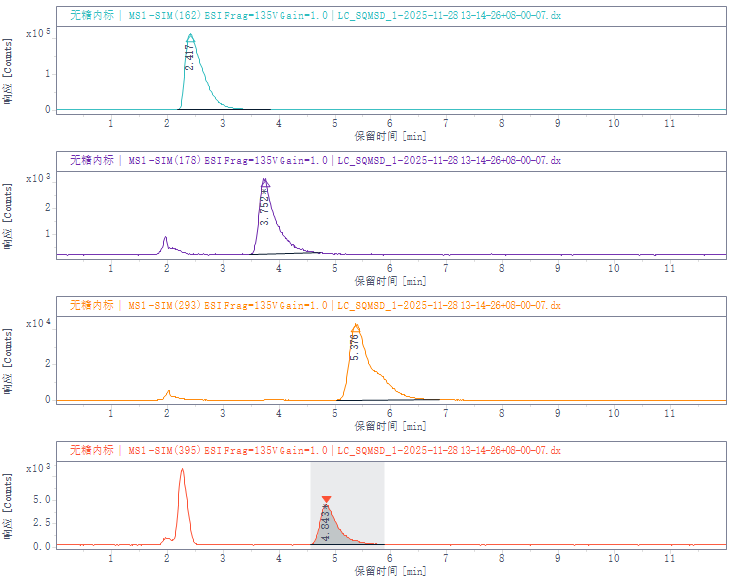 无糖内标 | MS1-SIM(162) ESI Frag=135V Gain=1.0 | LC_SQMSD_1-2025-11-28 13-14-26+08-00-07.dx
x10 5
1
0
响应 [Counts]
2.417
1 2 3 4 5 6 7 8 9 10 11
保留时间 [min]
无糖内标 | MS1-SIM(178) ESI Frag=135V Gain=1.0 | LC_SQMSD_1-2025-11-28 13-14-26+08-00-07.dx
x10 3
2
1
响应 [Counts]
3.752*
1 2 3 4 5 6 7 8 9 10 11
保留时间 [min]
无糖内标 | MS1-SIM(293) ESI Frag=135V Gain=1.0 | LC_SQMSD_1-2025-11-28 13-14-26+08-00-07.dx
x10 4
2
0
响应 [Counts]
5.376
1 2 3 4 5 6 7 8 9 10 11
保留时间 [min]
无糖内标 | MS1-SIM(395) ESI Frag=135V Gain=1.0 | LC_SQMSD_1-2025-11-28 13-14-26+08-00-07.dx
x10 3
5.0
2.5
0.0
响应 [Counts]
4.843*
1 2 3 4 5 6 7 8 9 10 11
保留时间 [min]